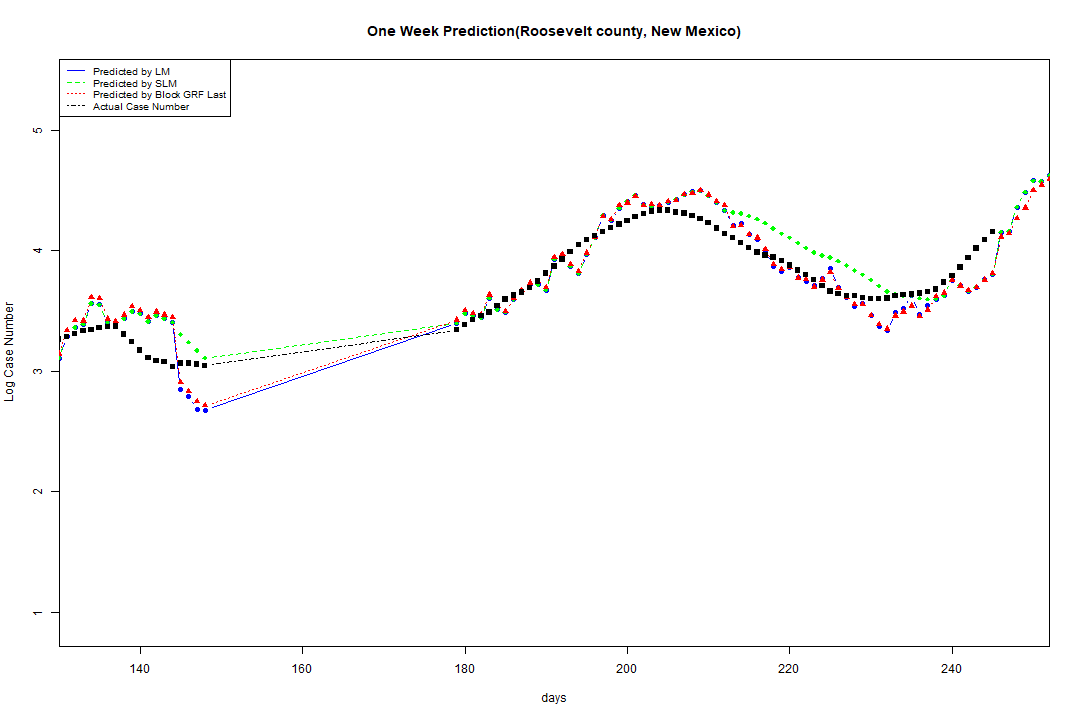 One Week Prediction(Roosevelt county, New Mexico)
Predicted by LM
Predicted by SLM
Predicted by Block GRF Last
Actual Case Number
5
4
3
2
1
Log Case Number
140 160 180 200 220 240
days